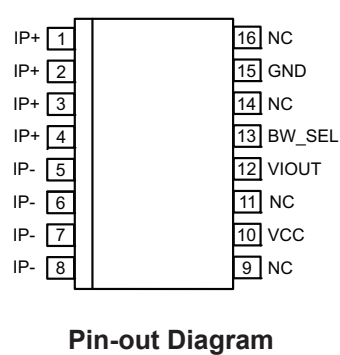 IP+ 1 16 NC
IP+ 2 15 GND
IP+ 3 14 NC
IP+ 4 13 BW_SEL
IP- 5 12 VIOUT
IP- 6 11 NC
IP- 7 10 VCC
IP- 8 9 NC
Pin-out Diagram